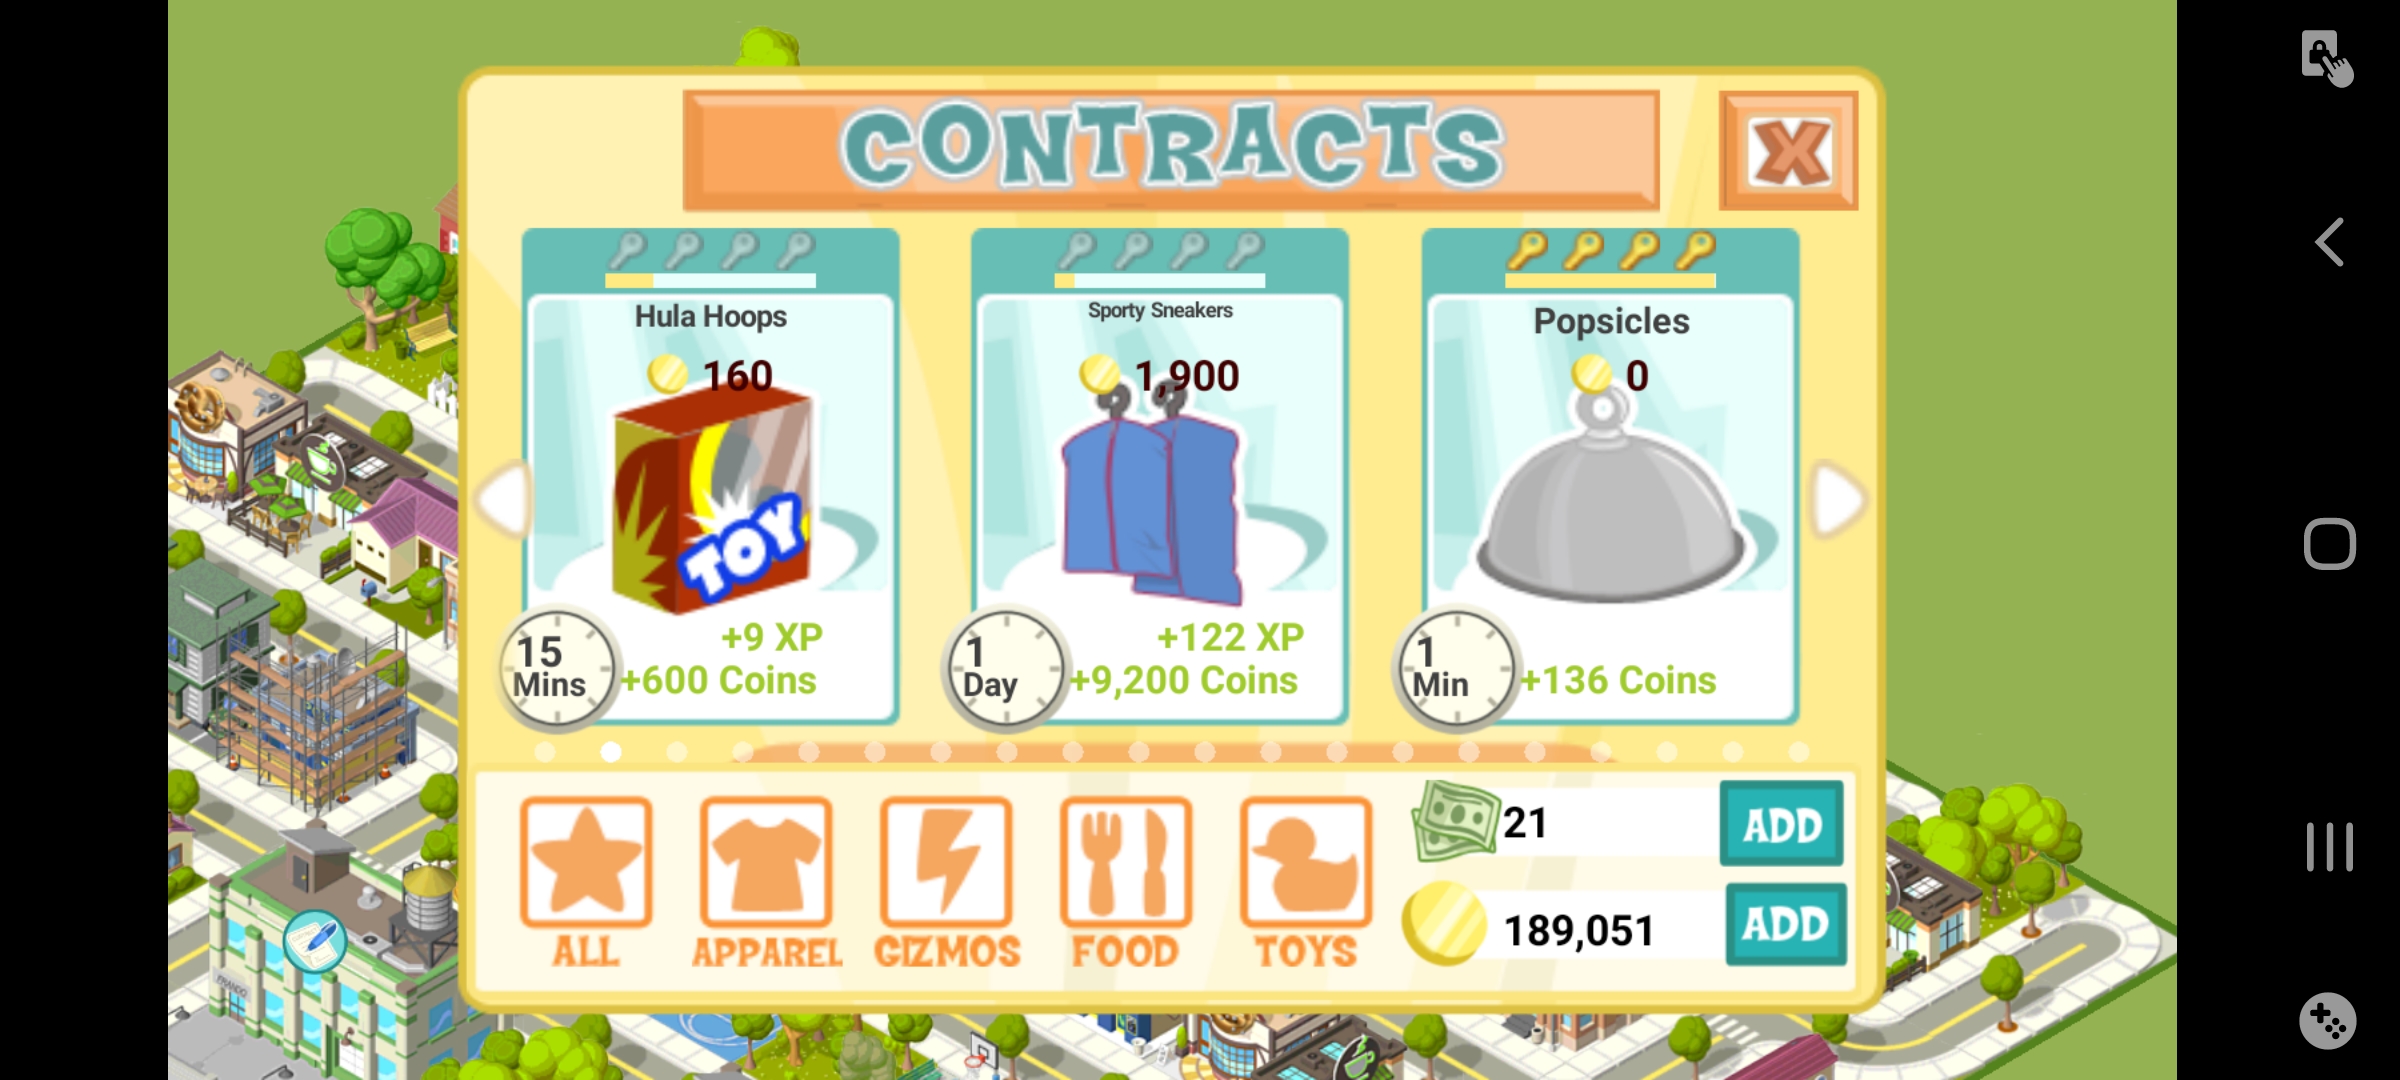 CONTRACTS
X
Hula Hoops
160
TOY
15
Mins
+9 XP
+600 Coins
Sporty Sneakers
1,900
1
Day
+122 XP
+9,200 Coins
Popsicles
0
1
Min
+136 Coins
ALL
APPAREL
GIZMOS
FOOD
TOYS
21
ADD
189,051
ADD